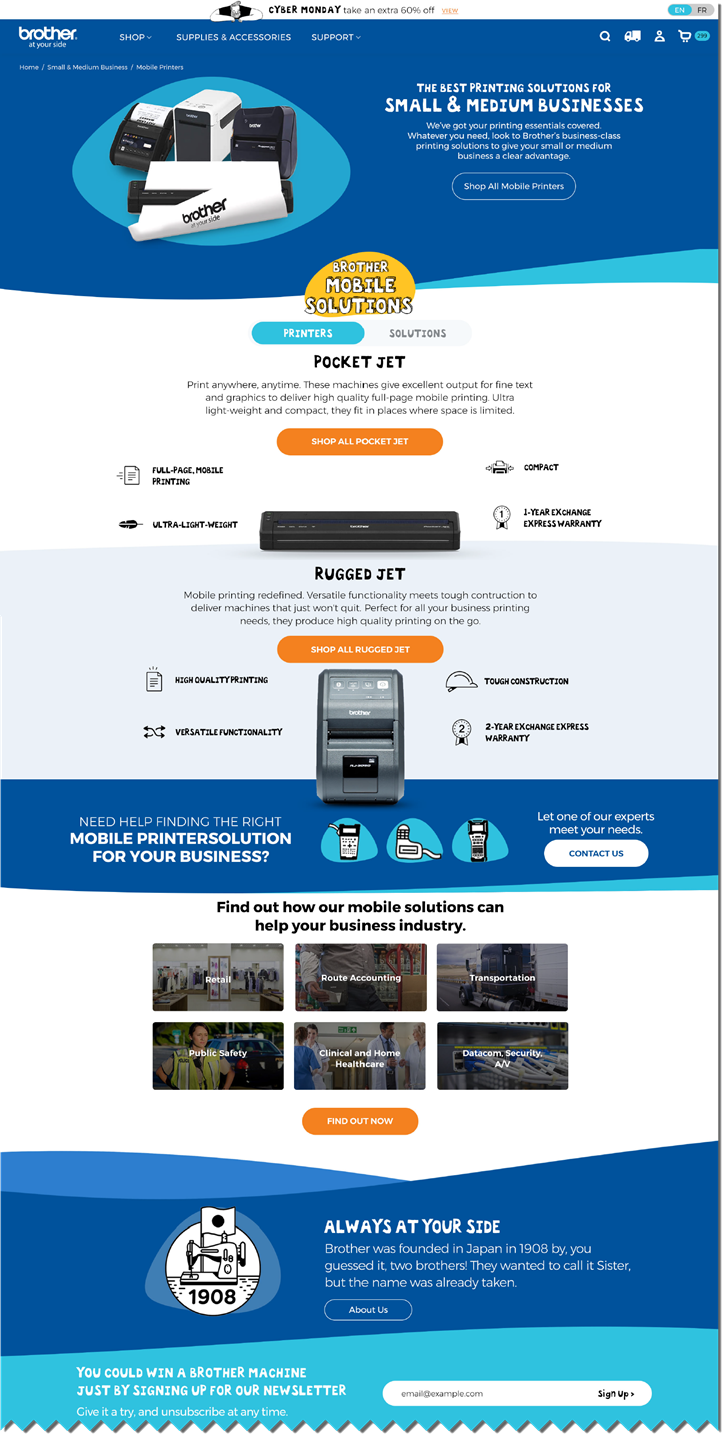 CYBER MONDAY take an extra 60% off VIEW
EN FR
brother
at your side
SHOP SUPPLIES & ACCESSORIES SUPPORT
299
Home / Small & Medium Business / Mobile Printers
THE BEST PRINTING SOLUTIONS FOR
SMALL & MEDIUM BUSINESSES
We've got your printing essentials covered.
Whatever you need, look to Brother's business-class
printing solutions to give your small or medium
business a clear advantage.
Shop All Mobile Printers
brother
at your side
BROTHER
MOBILE
SOLUTIONS
PRINTERS SOLUTIONS
POCKET JET
Print anywhere, anytime. These machines give excellent output for fine text
and graphics to deliver high quality full-page mobile printing. Ultra
light-weight and compact, they fit in places where space is limited.
SHOP ALL POCKET JET
FULL-PAGE, MOBILE
PRINTING
COMPACT
ULTRA-LIGHT-WEIGHT
1
1-YEAR EXCHANGE
EXPRESS WARRANTY
brother
RUGGED JET
Mobile printing redefined. Versatile functionality meets tough contruction to
deliver machines that just won't quit. Perfect for all your business printing
needs, they produce high quality printing on the go.
SHOP ALL RUGGED JET
HIGH QUALITY PRINTING
TOUGH CONSTRUCTION
VERSATILE FUNCTIONALITY
2
2-YEAR EXCHANGE EXPRESS
WARRANTY
brother
NEED HELP FINDING THE RIGHT
MOBILE PRINTERSOLUTION
FOR YOUR BUSINESS?
Let one of our experts
meet your needs.
CONTACT US
Find out how our mobile solutions can
help your business industry.
Retail
Route Accounting
Transportation
Public Safety
Clinical and Home
Healthcare
Datacom, Security,
A/V
FIND OUT NOW
1908
ALWAYS AT YOUR SIDE
Brother was founded in Japan in 1908 by, you
guessed it, two brothers! They wanted to call it Sister,
but the name was already taken.
About Us
YOU COULD WIN A BROTHER MACHINE
JUST BY SIGNING UP FOR OUR NEWSLETTER
Give it a try, and unsubscribe at any time.
email@example.com Sign Up >